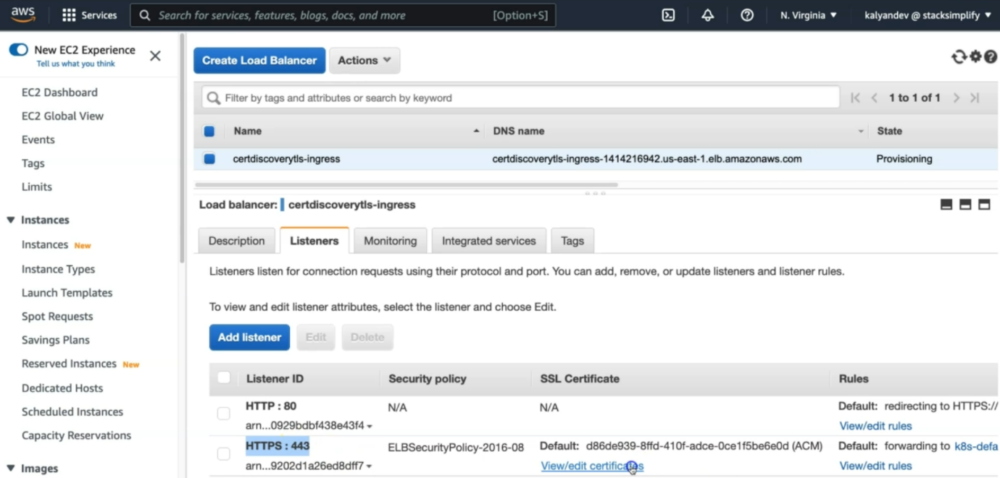 aws Services Search for services, features, blogs, docs, and more [Option+S] N. Virginia ▼ kalyandev @ stacksimplify ▼
New EC2 Experience
Tell us what you think
EC2 Dashboard
EC2 Global View
Events
Tags
Limits
Instances
Instances New
Instance Types
Launch Templates
Spot Requests
Savings Plans
Reserved Instances New
Dedicated Hosts
Scheduled Instances
Capacity Reservations
Images
Create Load Balancer Actions
Filter by tags and attributes or search by keyword 1 to 1 of 1
Name DNS name State
certdiscoverytls-ingress certdiscoverytls-ingress-1414216942.us-east-1.elb.amazonaws.com Provisioning
Load balancer: certdiscoverytls-ingress
Description Listeners Monitoring Integrated services Tags
Listeners listen for connection requests using their protocol and port. You can add, remove, or update listeners and listener rules.
To view and edit listener attributes, select the listener and choose Edit.
Add listener Edit Delete
Listener ID Security policy SSL Certificate Rules
HTTP : 80 N/A N/A Default: redirecting to HTTPS://
arn...0929bdbf438e43f4 View/edit rules
HTTPS : 443 ELBSecurityPolicy-2016-08 Default: d86de939-8ffd-410f-adce-0ce1f5be6e0d (ACM) Default: forwarding to k8s-defa
arn...9202d1a26ed8dff7 View/edit certificates View/edit rules